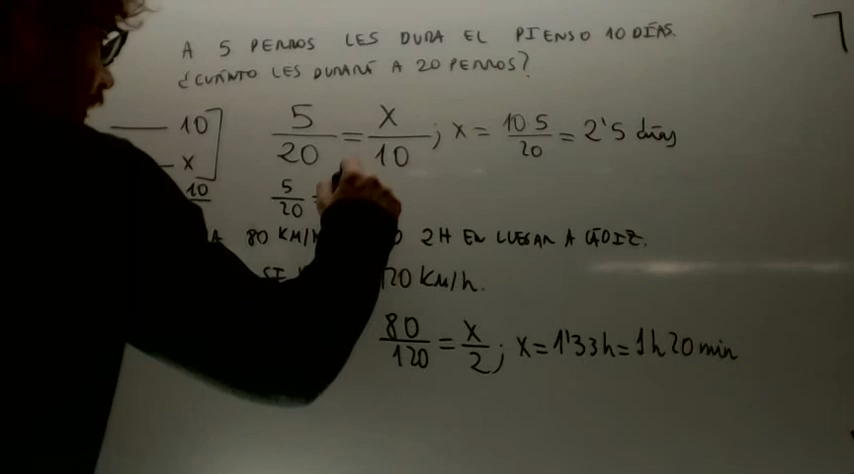 A 5 PERROS LES DURA EL PIENSO 10 DÍAS.
¿CUÁNTO LES DURARÁ A 20 PERROS?
10
x
10
5/20 = x/10; x = 10 5/20 = 2'5 días
5/20
A 80 KM/H 2H EN LLEGAR A CÁDIZ.
SI 120 KM/h.
80/120 = x/2; x = 1'33h = 1h 20 min